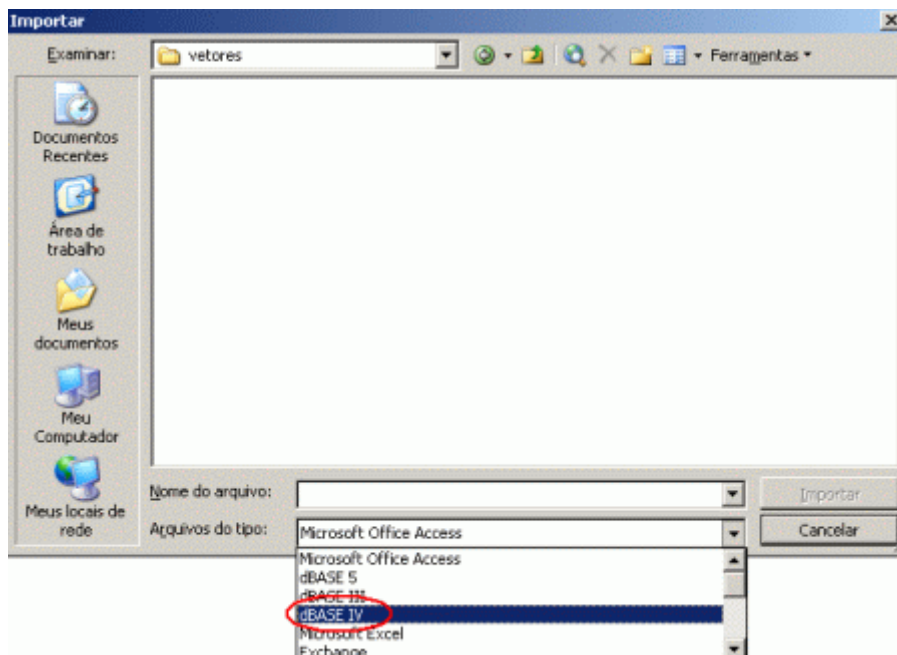 Importar
Examinar:
vetores
Ferramentas
Documentos
Recentes
Área de
trabalho
Meus
documentos
Meu
Computador
Meus locais de
rede
Nome do arquivo:
Importar
Arquivos do tipo:
Microsoft Office Access
Cancelar
Microsoft Office Access
dBASE 5
dBASE III
dBASE IV
Microsoft Excel
Exchange